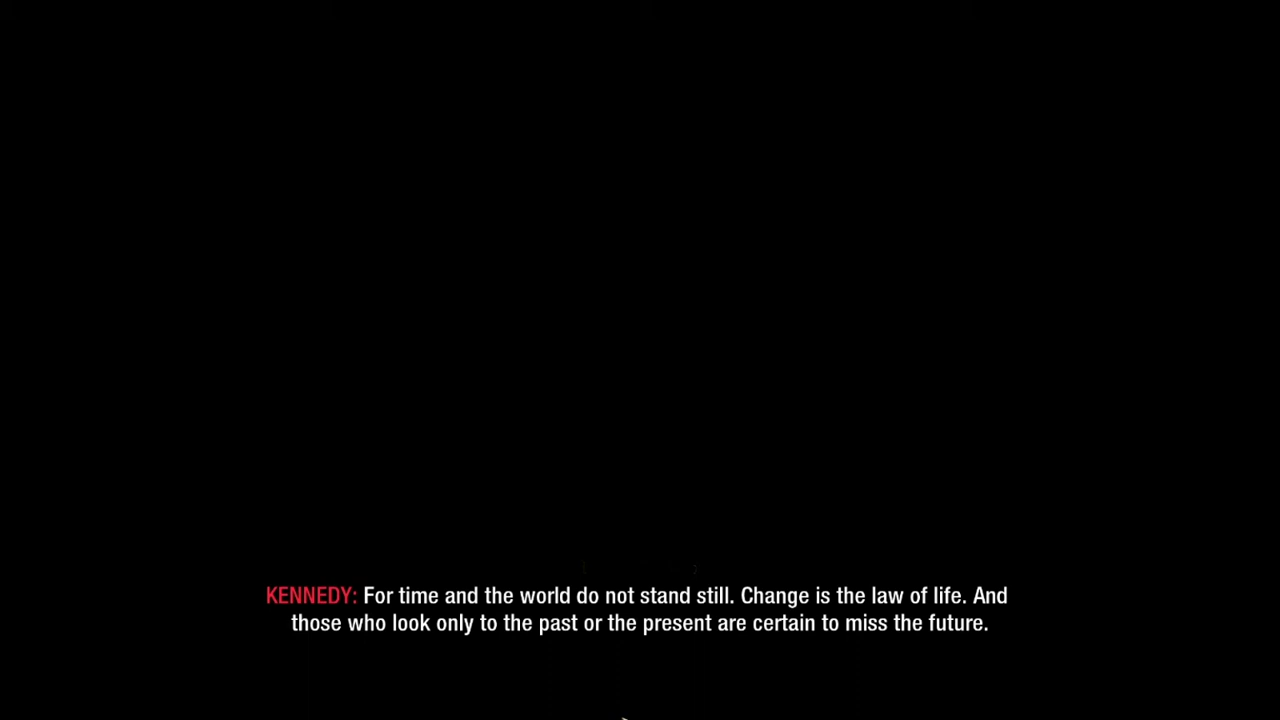 KENNEDY: For time and the world do not stand still. Change is the law of life. And
those who look only to the past or the present are certain to miss the future.